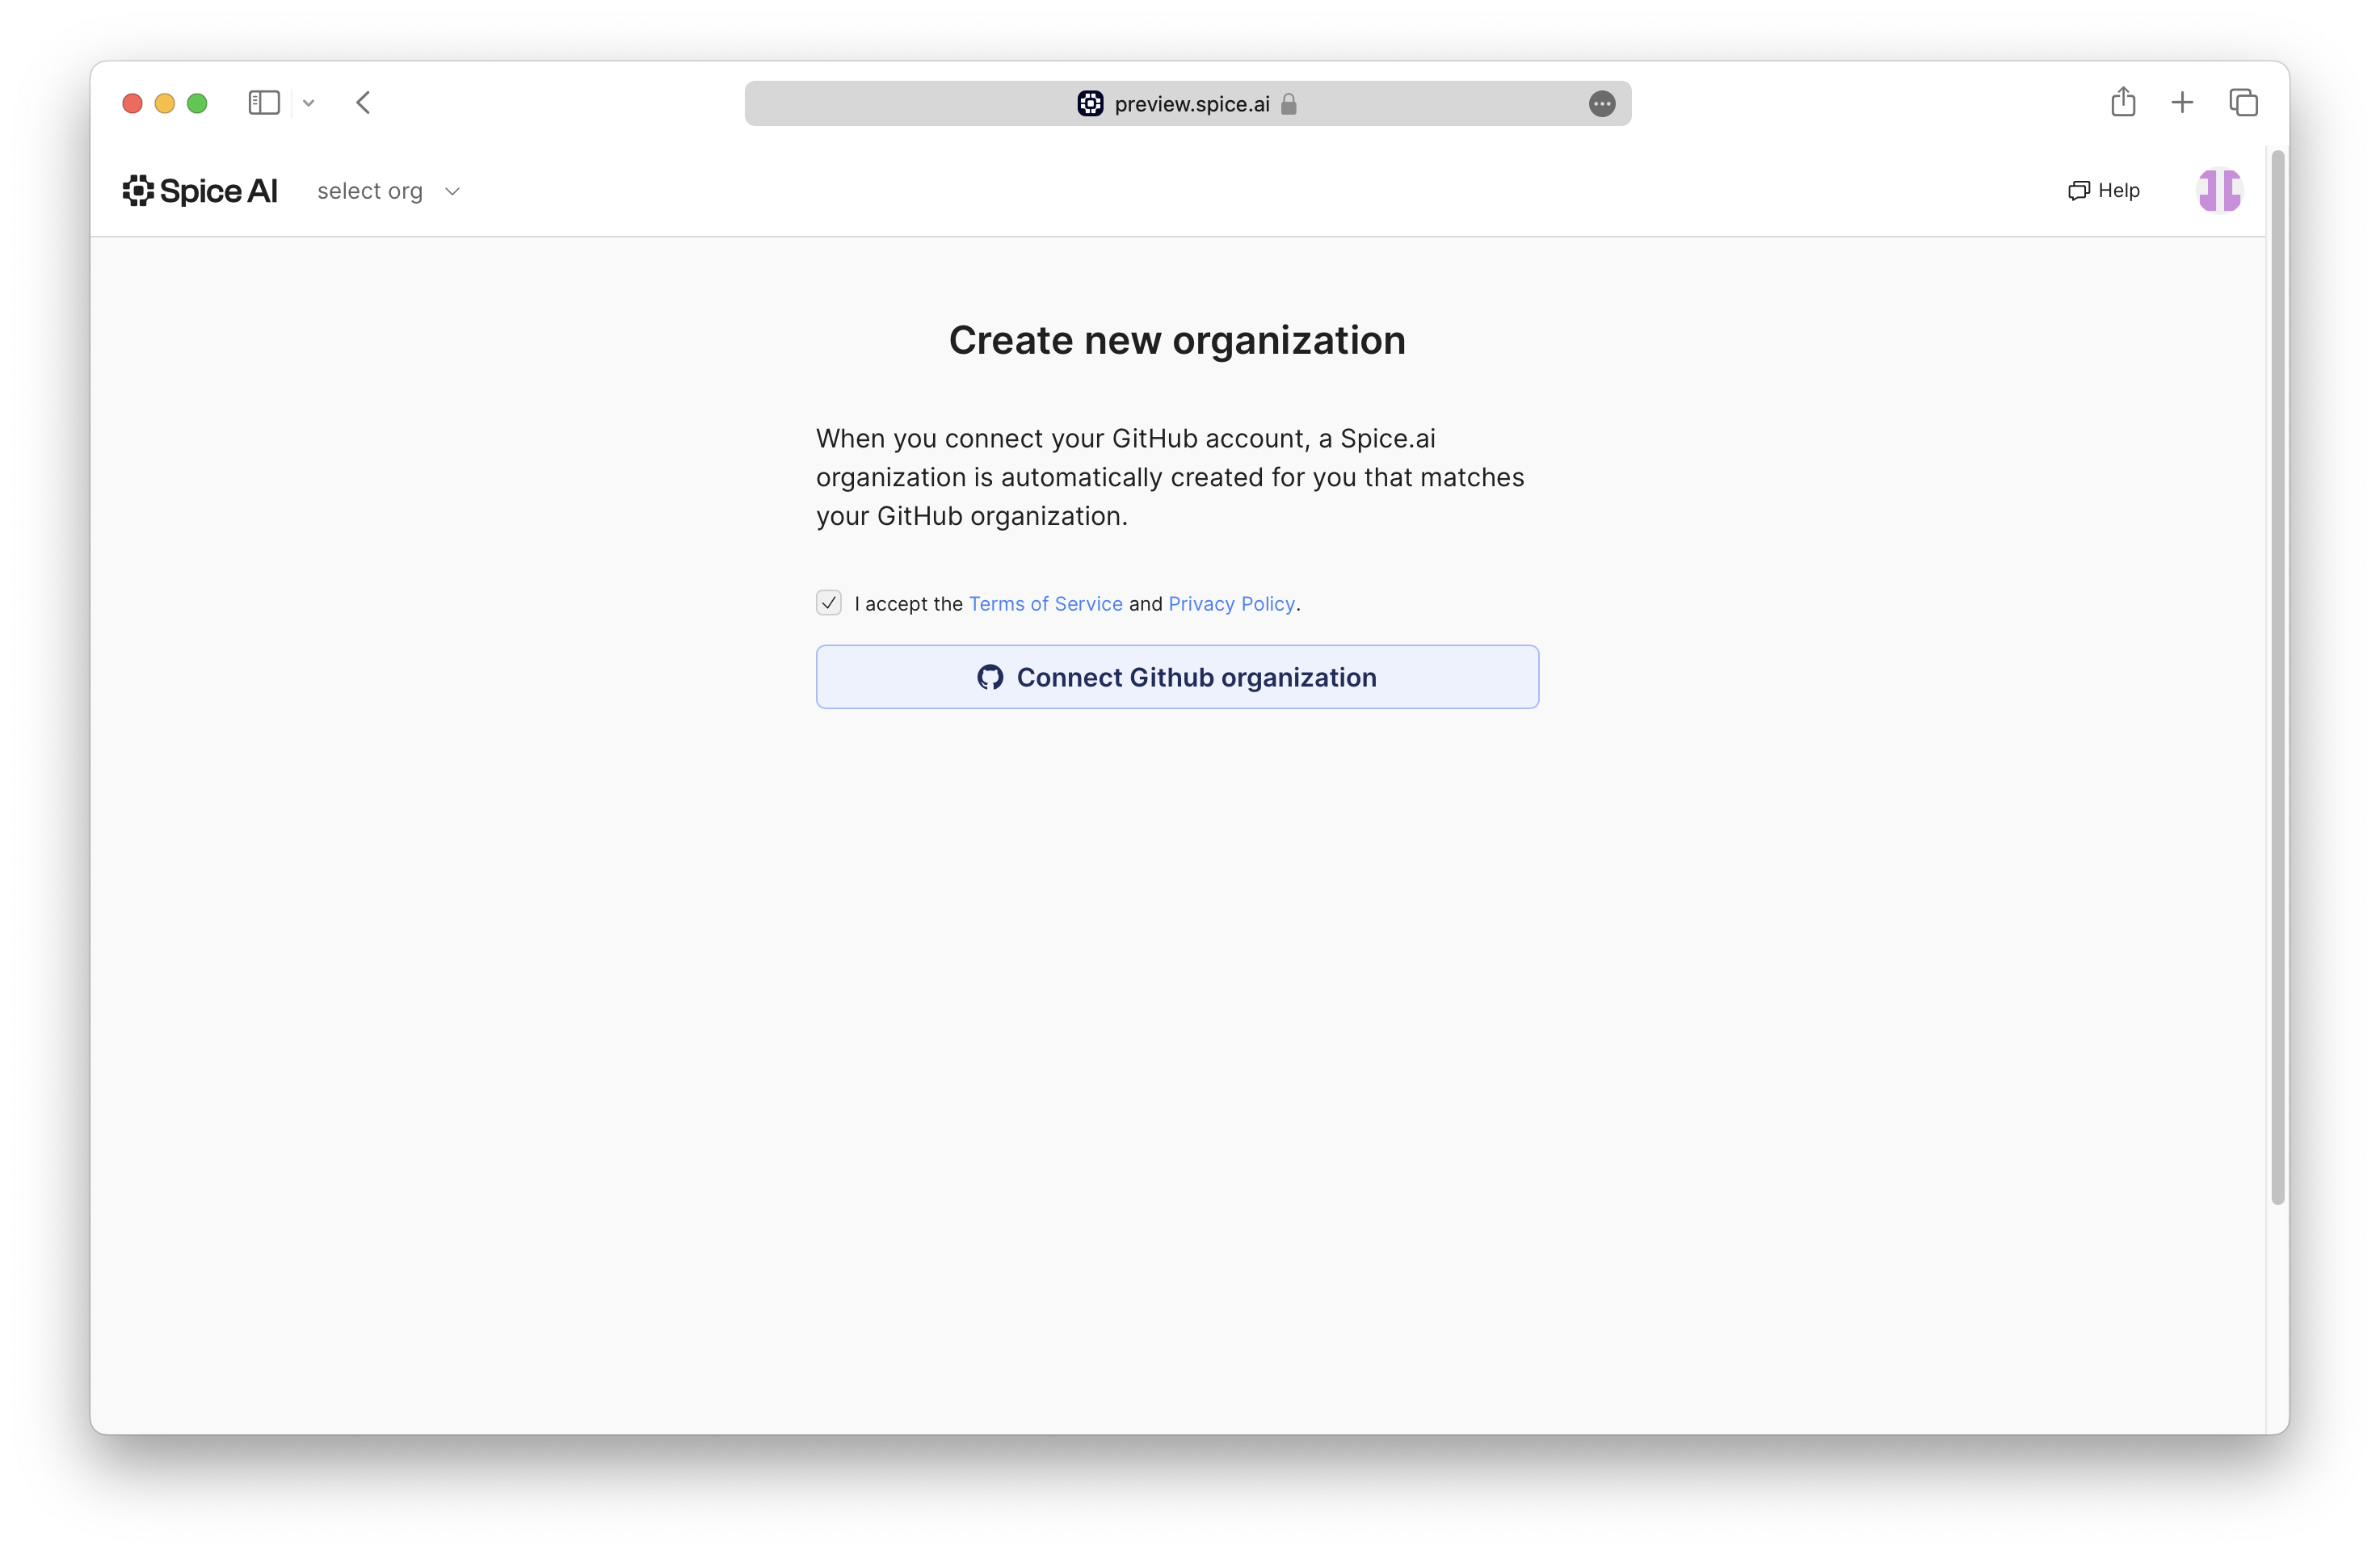 preview.spice.ai
Spice AI
select org
Help
Create new organization
When you connect your GitHub account, a Spice.ai
organization is automatically created for you that matches
your GitHub organization.
I accept the Terms of Service and Privacy Policy.
Connect Github organization